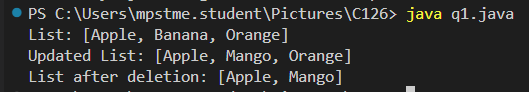 PS C:\Users\mpstme.student\Pictures\C126> java q1.java
List: [Apple, Banana, Orange]
Updated List: [Apple, Mango, Orange]
List after deletion: [Apple, Mango]